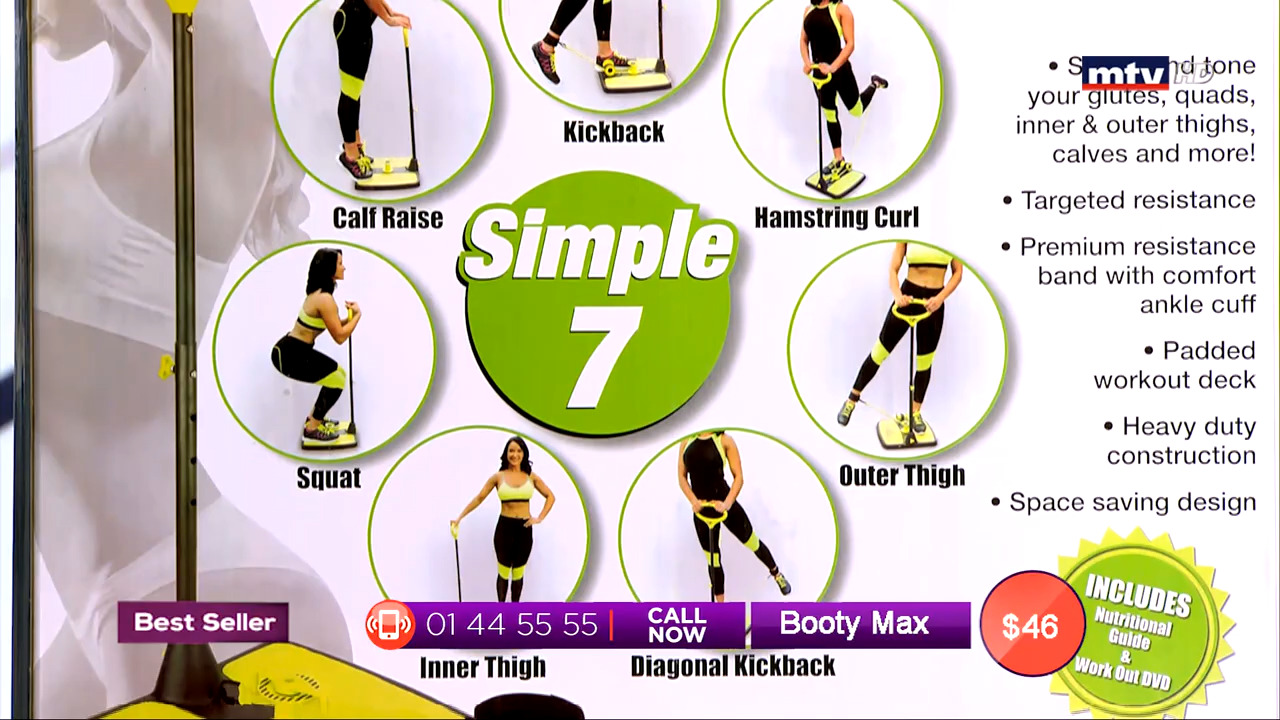 Kickback
Calf Raise
Hamstring Curl
Simple
7
Squat
Outer Thigh
Inner Thigh
Diagonal Kickback
• S nd tone
your glutes, quads,
inner & outer thighs,
calves and more!
• Targeted resistance
• Premium resistance
band with comfort
ankle cuff
• Padded
workout deck
• Heavy duty
construction
• Space saving design
mtv HD
INCLUDES
Nutritional
Guide
&
Work Out DVD
Best Seller
01 44 55 55
CALL
NOW
Booty Max
$46